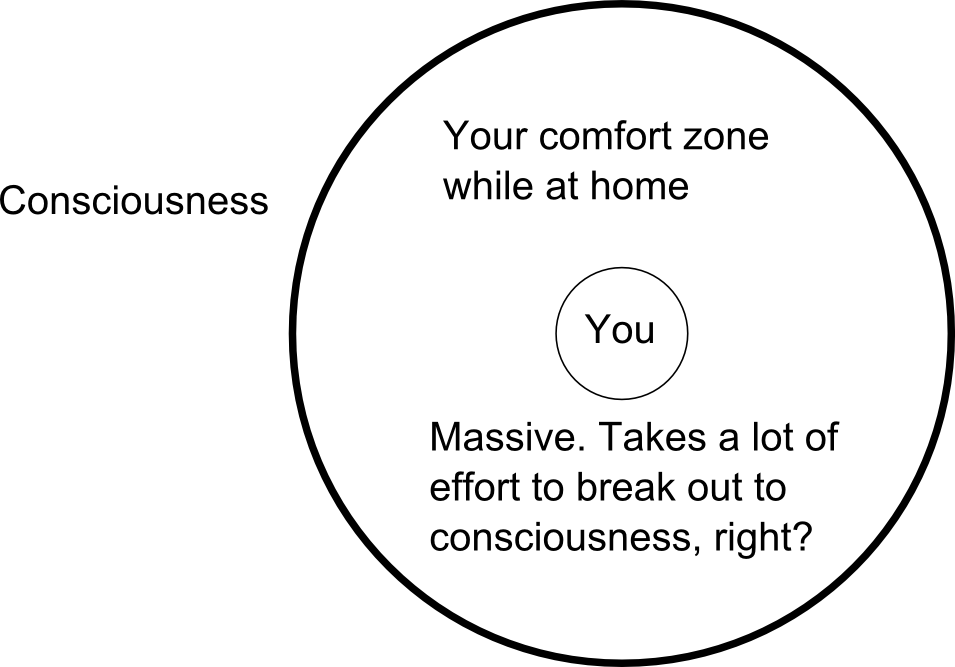 Your comfort zone
while at home
Consciousness
You
Massive. Takes a lot of
effort to break out to
consciousness, right?